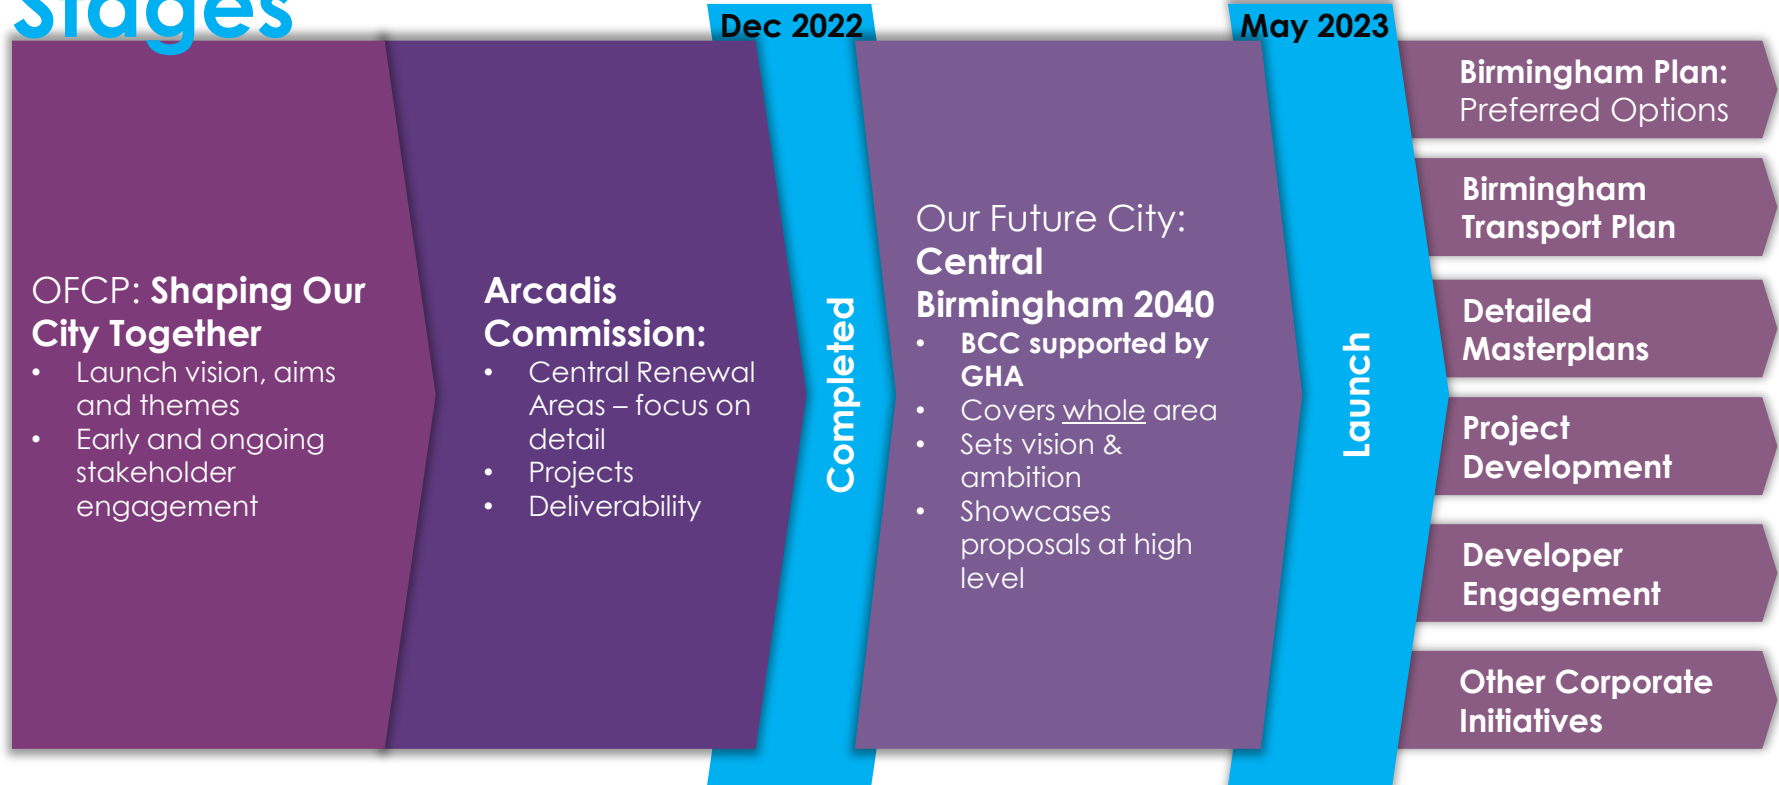 Stages
Dec 2022
May 2023
OFCP: Shaping Our
City Together
• Launch vision, aims
and themes
• Early and ongoing
stakeholder
engagement
Arcadis
Commission:
• Central Renewal
Areas – focus on
detail
• Projects
• Deliverability
Completed
Our Future City:
Central
Birmingham 2040
• BCC supported by
GHA
• Covers whole area
• Sets vision &
ambition
• Showcases
proposals at high
level
Launch
Birmingham Plan:
Preferred Options
Birmingham
Transport Plan
Detailed
Masterplans
Project
Development
Developer
Engagement
Other Corporate
Initiatives